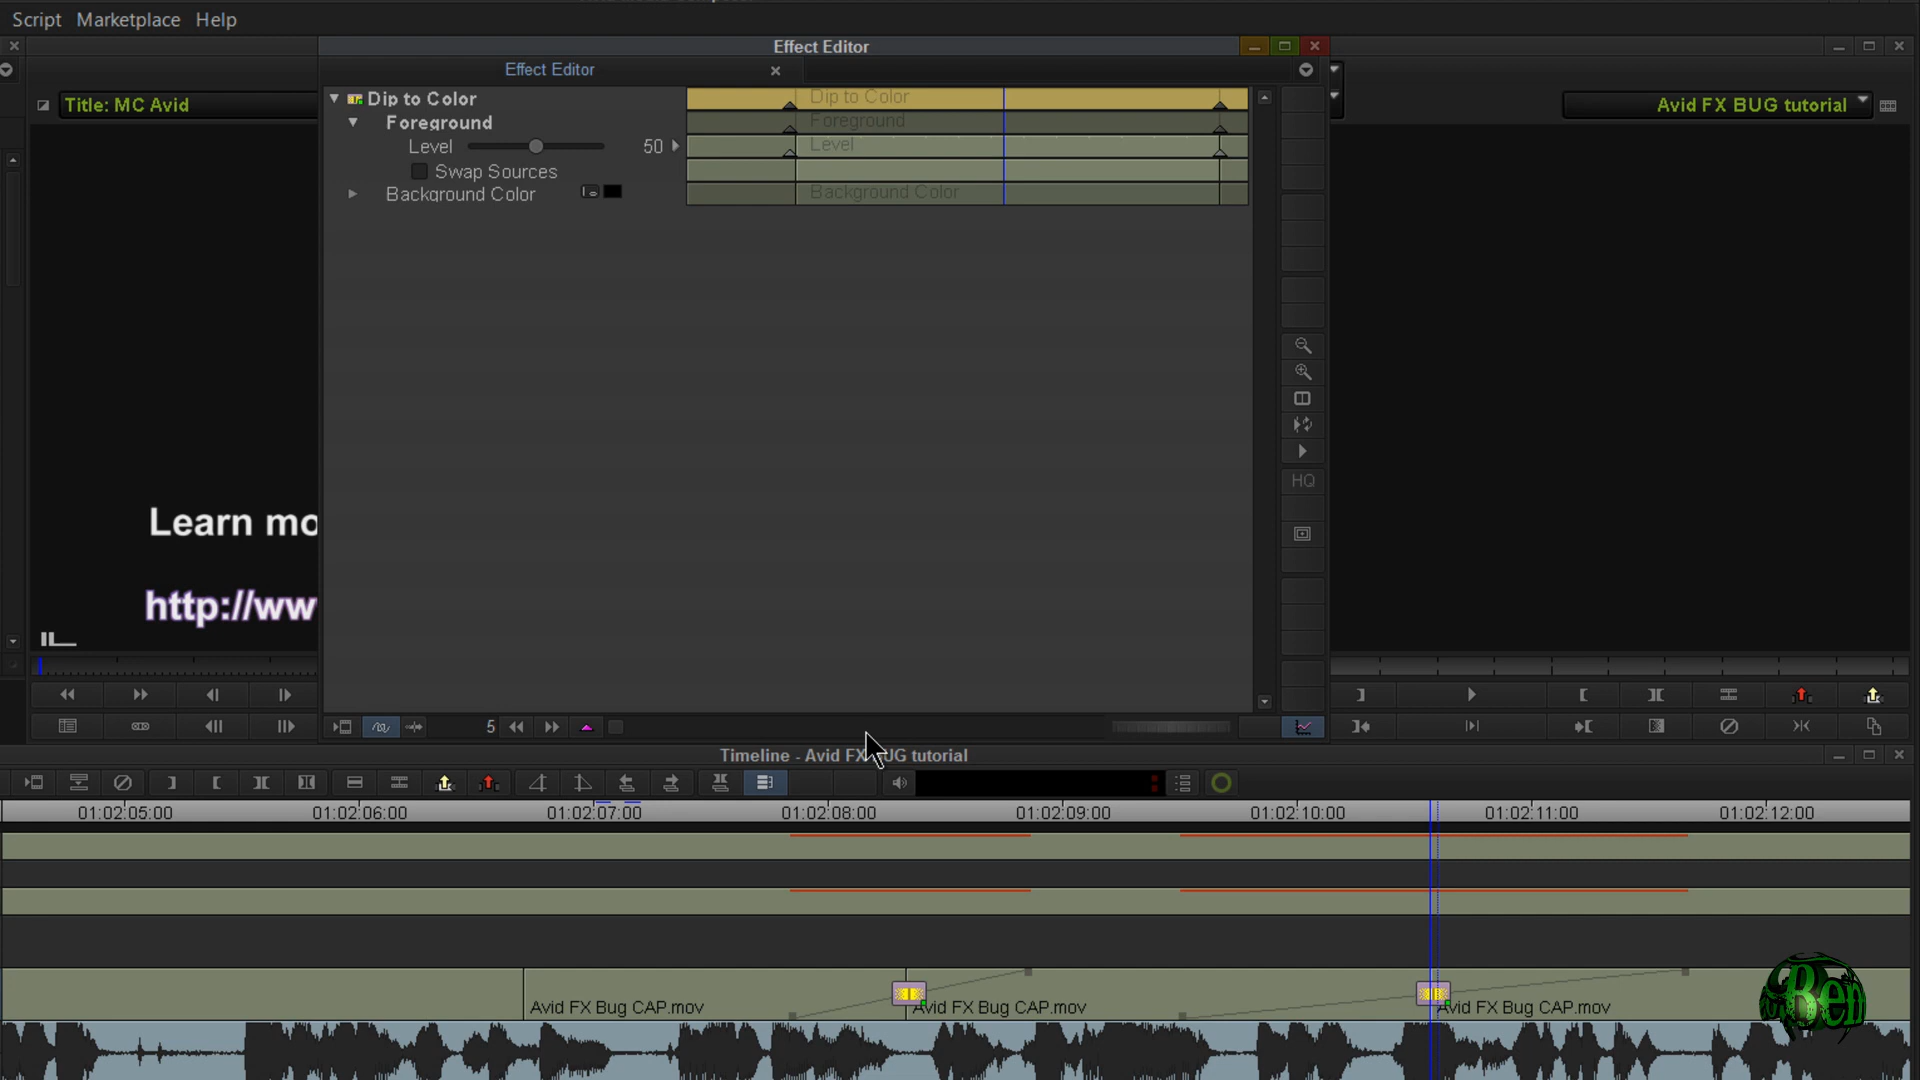 Script Marketplace Help
Effect Editor
Effect Editor
Title: MC Avid
Avid FX BUG tutorial
Dip to Color
Dip to Color
Foreground
Foreground
Level
50
Level
Swap Sources
Background Color
Background Color
HQ
Learn mo
http://ww
5
Timeline - Avid FX BUG tutorial
01:02:05:00
01:02:06:00
01:02:07:00
01:02:08:00
01:02:09:00
01:02:10:00
01:02:11:00
01:02:12:00
Avid FX Bug CAP.mov
Avid FX Bug CAP.mov
Avid FX Bug CAP.mov
Ben